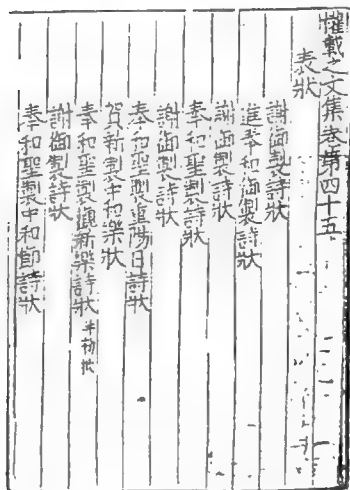 權載之文集卷第四十五
表狀
謝御製詩狀
進奉和御製詩狀
謝御製詩狀
奉和聖製詩狀
謝御製詩狀
奉和聖製重陽日詩狀
賀新製中和樂狀
奉和聖製觀新樂詩狀并批
謝御製詩狀
奉和聖製中和節詩狀